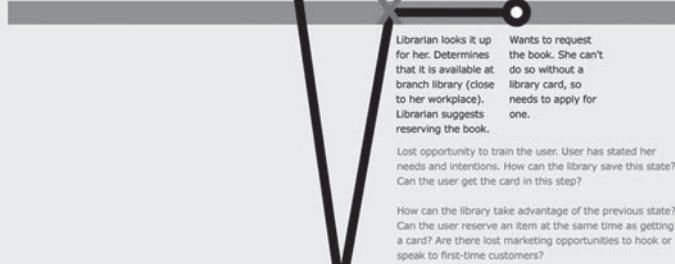 Librarian looks it up
for her. Determines
that it is available at
branch library (close
to her workplace).
Librarian suggests
reserving the book.
Wants to request
the book. She can't
do so without a
library card, so
needs to apply for
one.
Lost opportunity to train the user. User has stated her
needs and intentions. How can the library save this state?
Can the user get the card in this step?
How can the library take advantage of the previous state?
Can the user reserve an item at the same time as getting
a card? Are there lost marketing opportunities to hook or
speak to first-time customers?